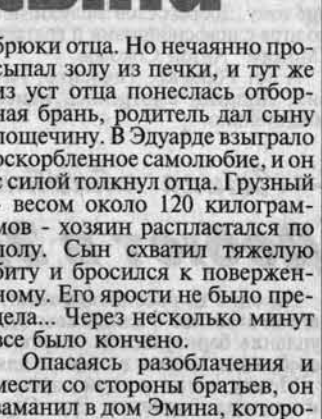 брюки отца. Но нечаянно про-
сыпал золу из печки, и тут же
из уст отца понеслась отбор-
ная брань, родитель дал сыну
пощечину. В Эдуарде взыграло
оскорбленное самолюбие, и он
с силой толкнул отца. Грузный
- весом около 120 килограм-
мов - хозяин распластался по
полу. Сын схватил тяжелую
биту и бросился к повержен-
ному. Его ярости не было пре-
дела... Через несколько минут
все было кончено.
Опасаясь разоблачения и
мести со стороны братьев, он
заманил в дом Эмина, которо-